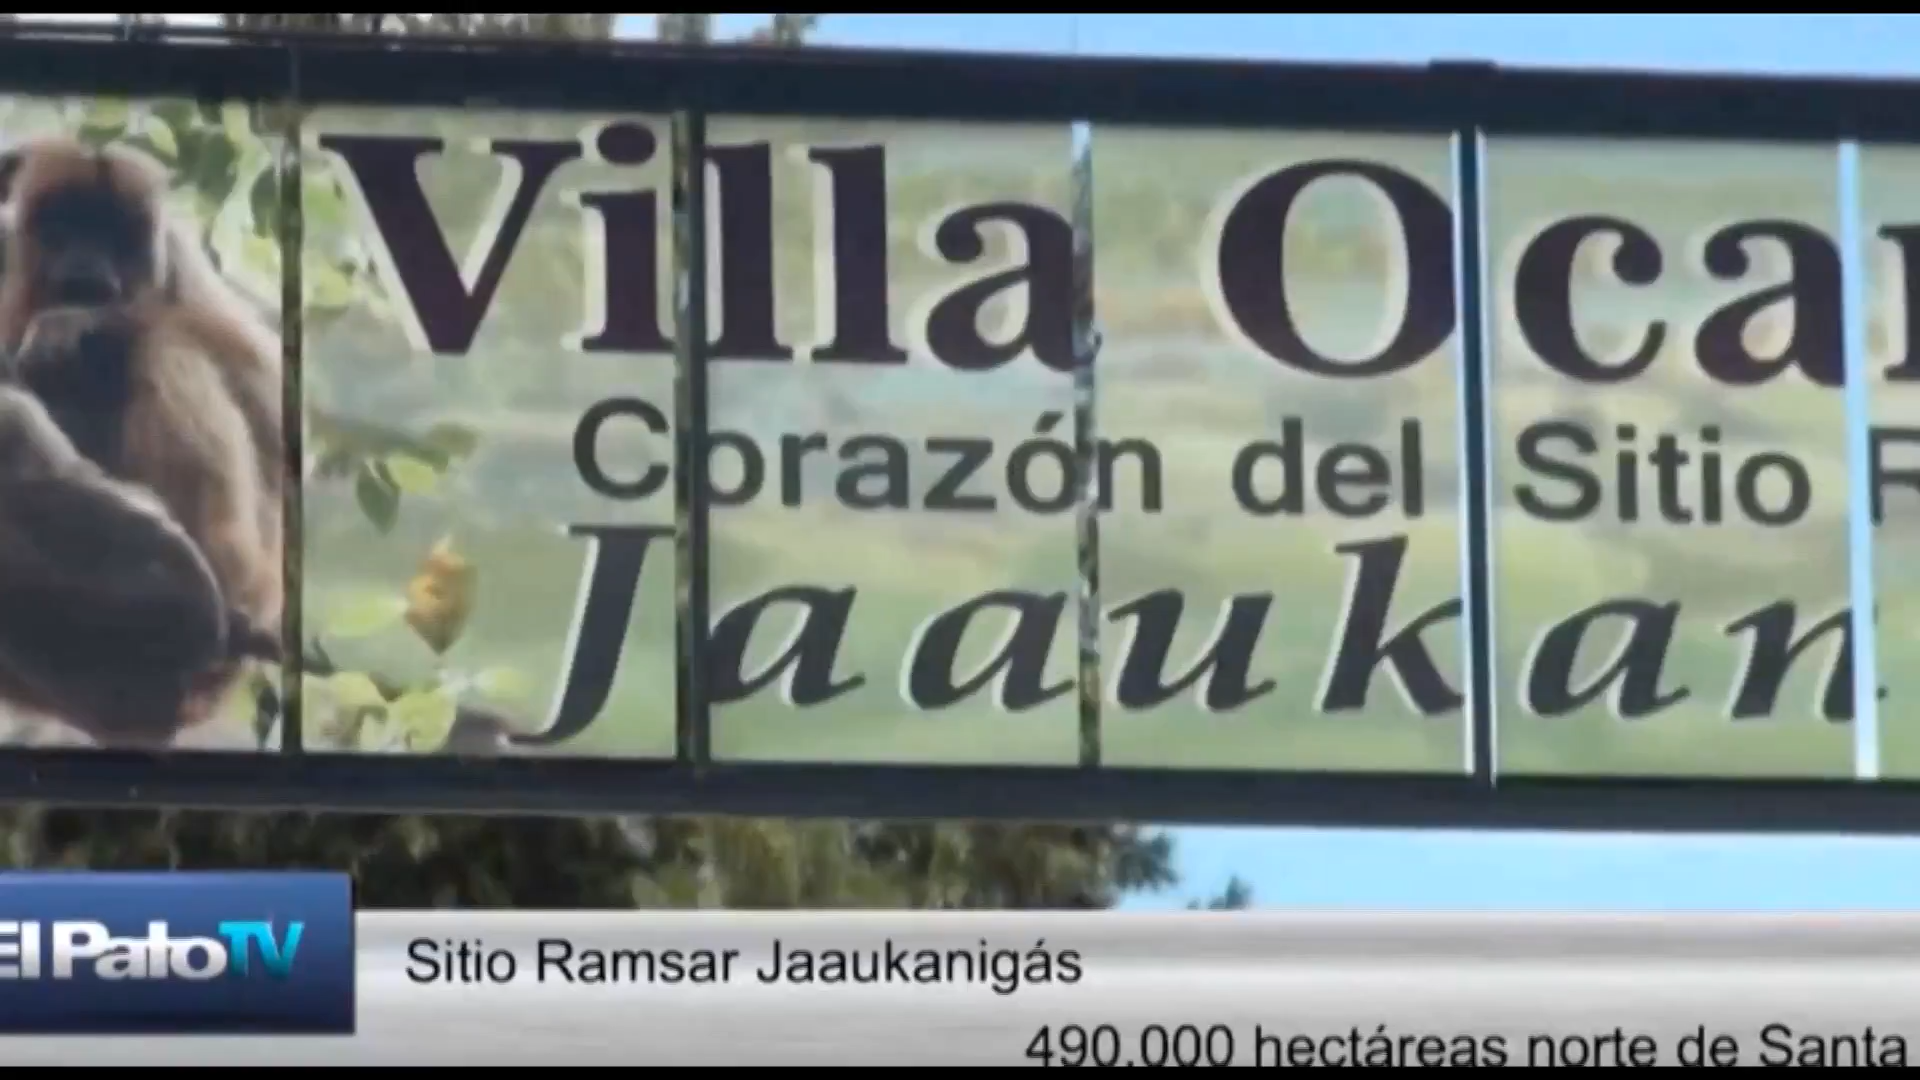 Villa Oca
Corazón del Sitio R
Jaaukan
El Pato TV
Sitio Ramsar Jaaukanigás
490.000 hectáreas norte de Santa